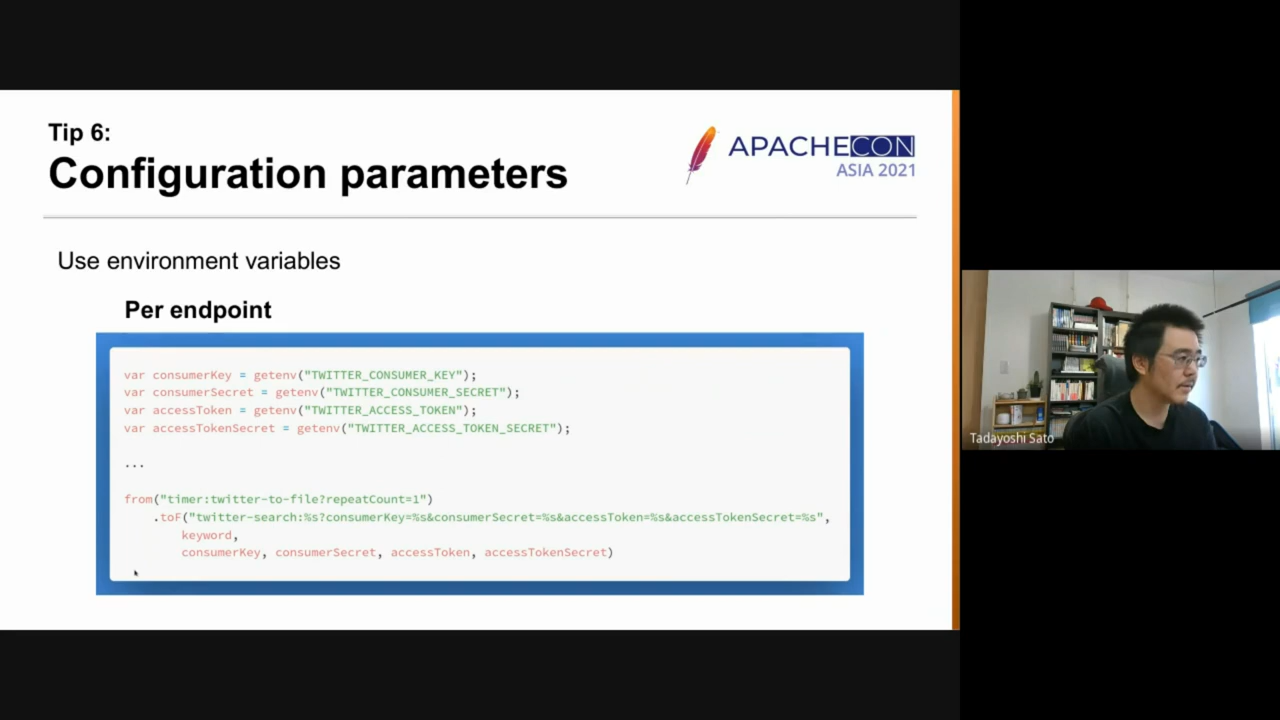 Tip 6:
Configuration parameters
APACHECON
ASIA 2021
Use environment variables
Per endpoint
var consumerKey = getenv("TWITTER_CONSUMER_KEY");
var consumerSecret = getenv("TWITTER_CONSUMER_SECRET");
var accessToken = getenv("TWITTER_ACCESS_TOKEN");
var accessTokenSecret = getenv("TWITTER_ACCESS_TOKEN_SECRET");
...
from("timer:twitter-to-file?repeatCount=1")
.toF("twitter-search:%s?consumerKey=%s&consumerSecret=%s&accessToken=%s&accessTokenSecret=%s",
keyword,
consumerKey, consumerSecret, accessToken, accessTokenSecret)
Tadayoshi Sato